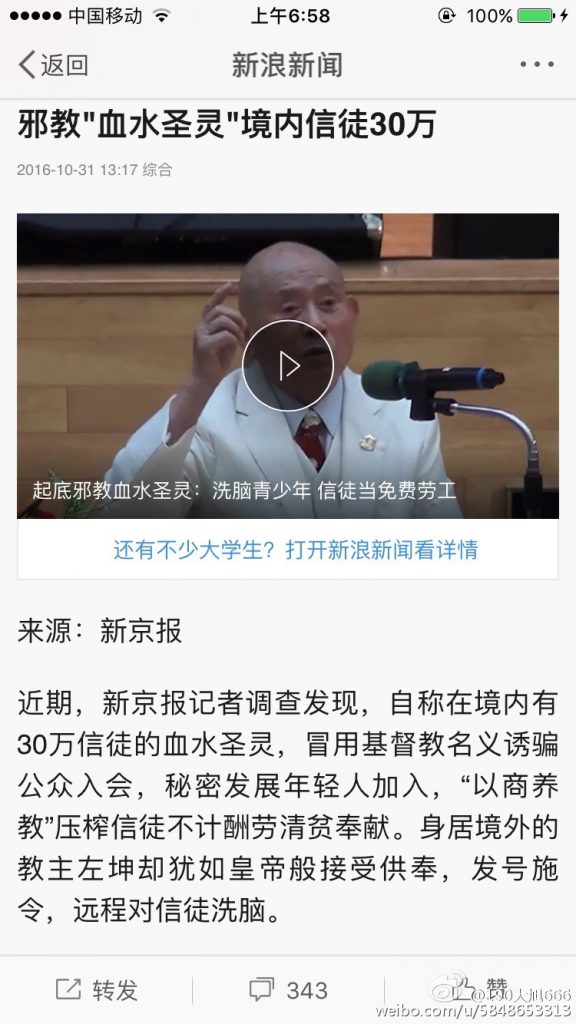 中国移动 上午6:58 100%
返回 新浪新闻
邪教"血水圣灵"境内信徒30万
2016-10-31 13:17 综合
起底邪教血水圣灵：洗脑青少年 信徒当免费劳工
还有不少大学生？打开新浪新闻看详情
来源：新京报
近期，新京报记者调查发现，自称在境内有
30万信徒的血水圣灵，冒用基督教名义诱骗
公众入会，秘密发展年轻人加入，“以商养
教”压榨信徒不计酬劳清贫奉献。身居境外的
教主左坤却犹如皇帝般接受供奉，发号施
令，远程对信徒洗脑。
转发 343 赞
weibo.com/u/5848653313